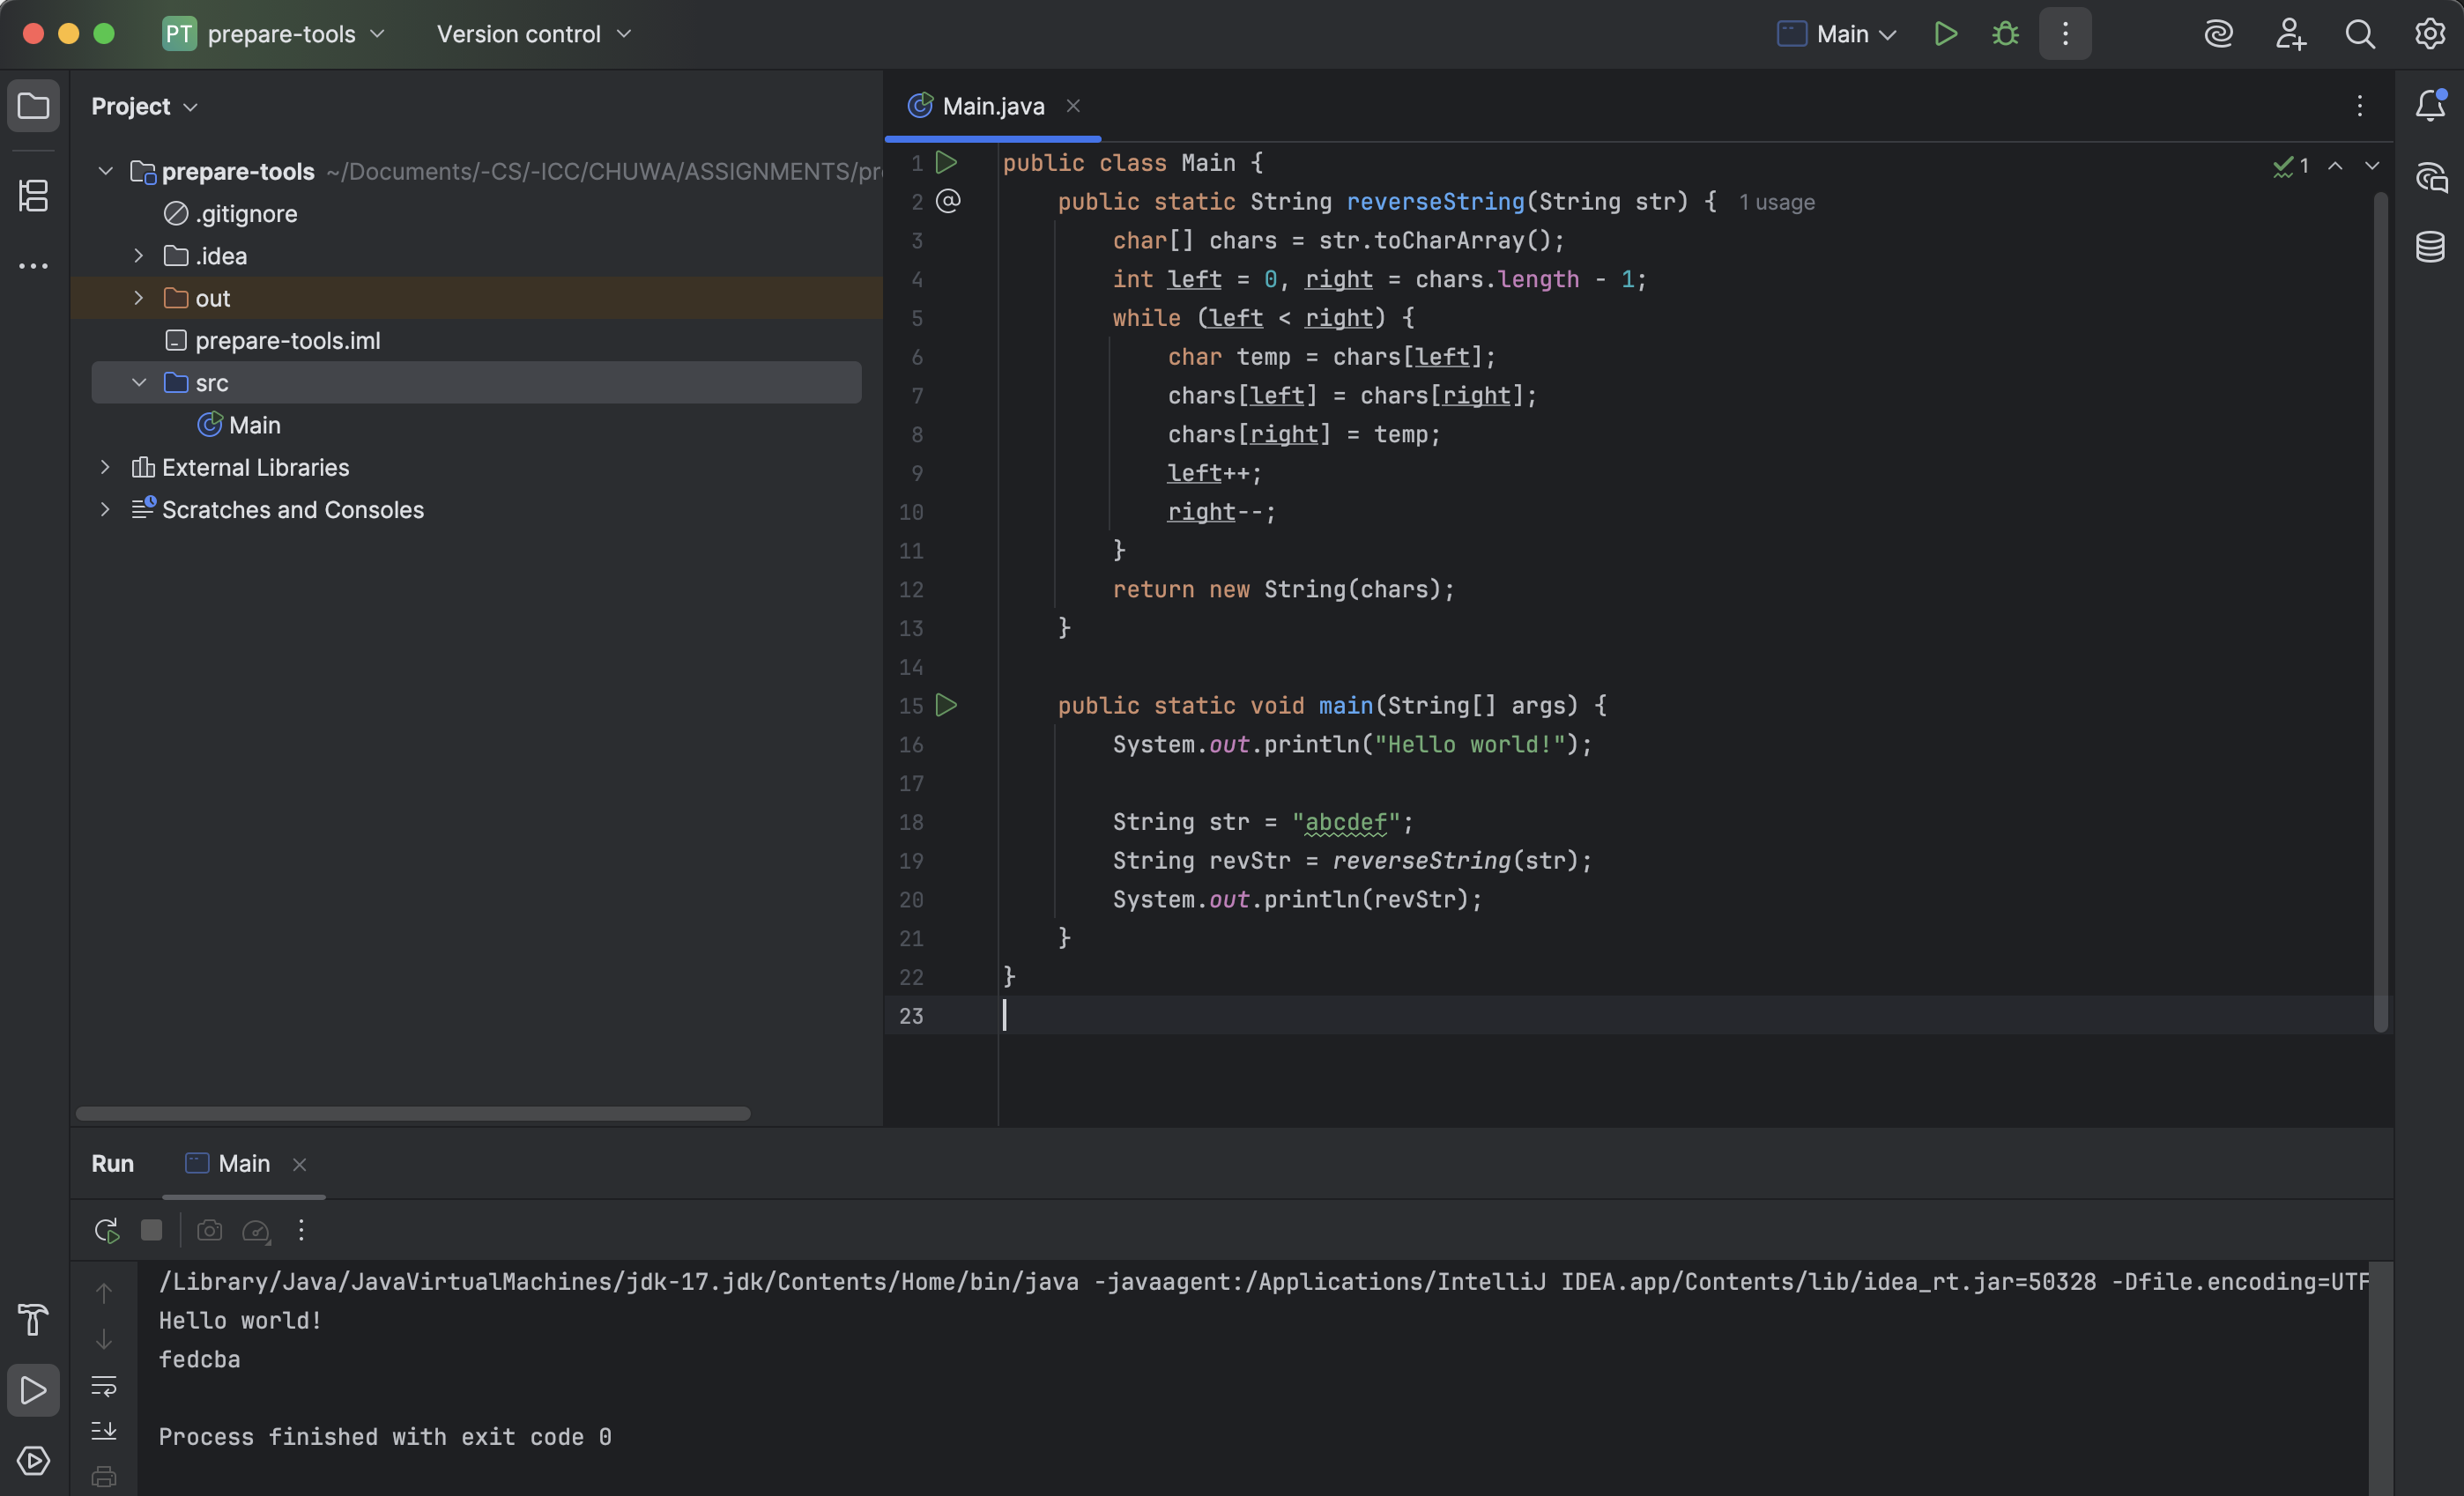 PT prepare-tools Version control Main
Project
prepare-tools ~/Documents/-CS/-ICC/CHUWA/ASSIGNMENTS/pr
.gitignore
.idea
out
prepare-tools.iml
src
Main
External Libraries
Scratches and Consoles
Main.java
1
1 public class Main {
2 public static String reverseString(String str) { 1 usage
3 char[] chars = str.toCharArray();
4 int left = 0, right = chars.length - 1;
5 while (left < right) {
6 char temp = chars[left];
7 chars[left] = chars[right];
8 chars[right] = temp;
9 left++;
10 right--;
11 }
12 return new String(chars);
13 }
14
15 public static void main(String[] args) {
16 System.out.println("Hello world!");
17
18 String str = "abcdef";
19 String revStr = reverseString(str);
20 System.out.println(revStr);
21 }
22 }
23
Run Main
/Library/Java/JavaVirtualMachines/jdk-17.jdk/Contents/Home/bin/java -javaagent:/Applications/IntelliJ IDEA.app/Contents/lib/idea_rt.jar=50328 -Dfile.encoding=UTF
Hello world!
fedcba
Process finished with exit code 0